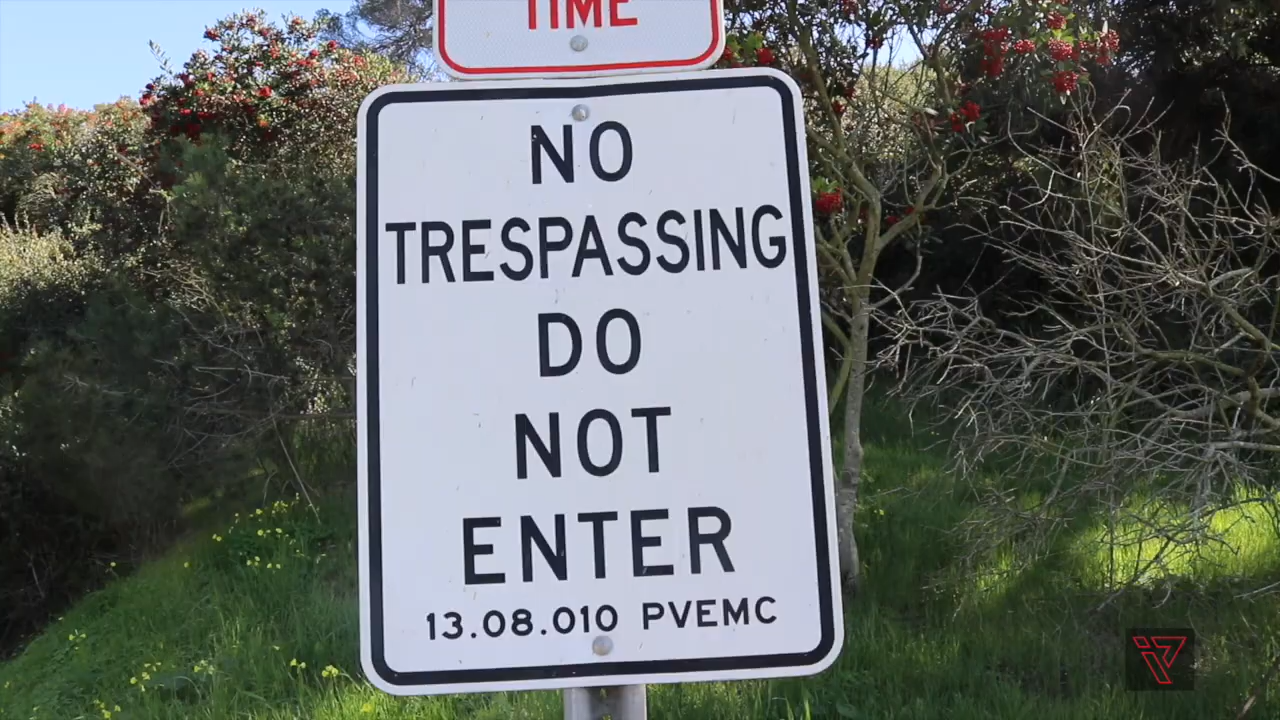 TIME
NO
TRESPASSING
DO
NOT
ENTER
13.08.010 PVEMC